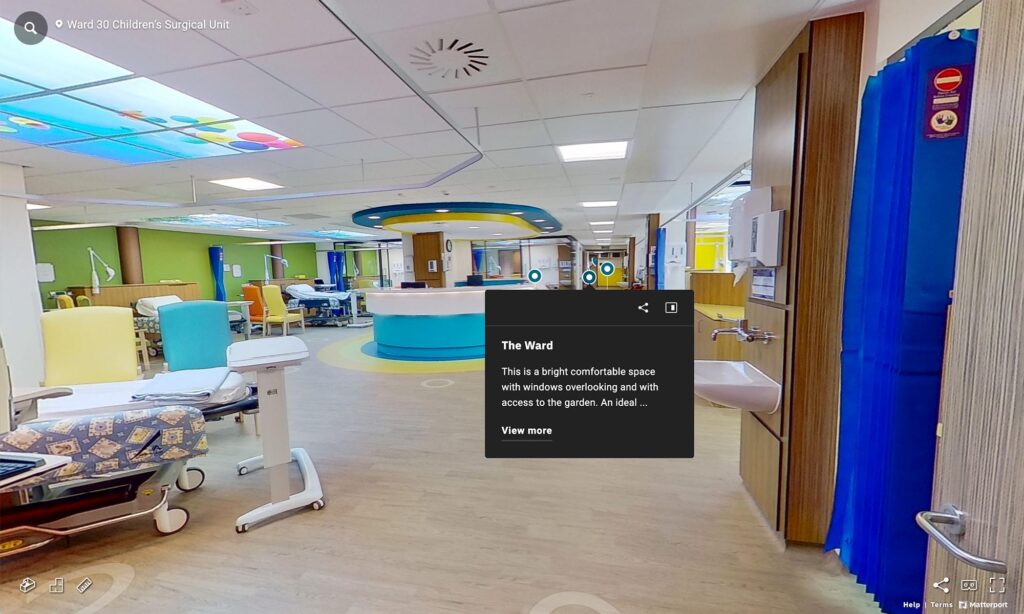 Ward 30 Children's Surgical Unit
The Ward
This is a bright comfortable space
with windows overlooking and with
access to the garden. An ideal ...
View more
Help | Terms
Matterport